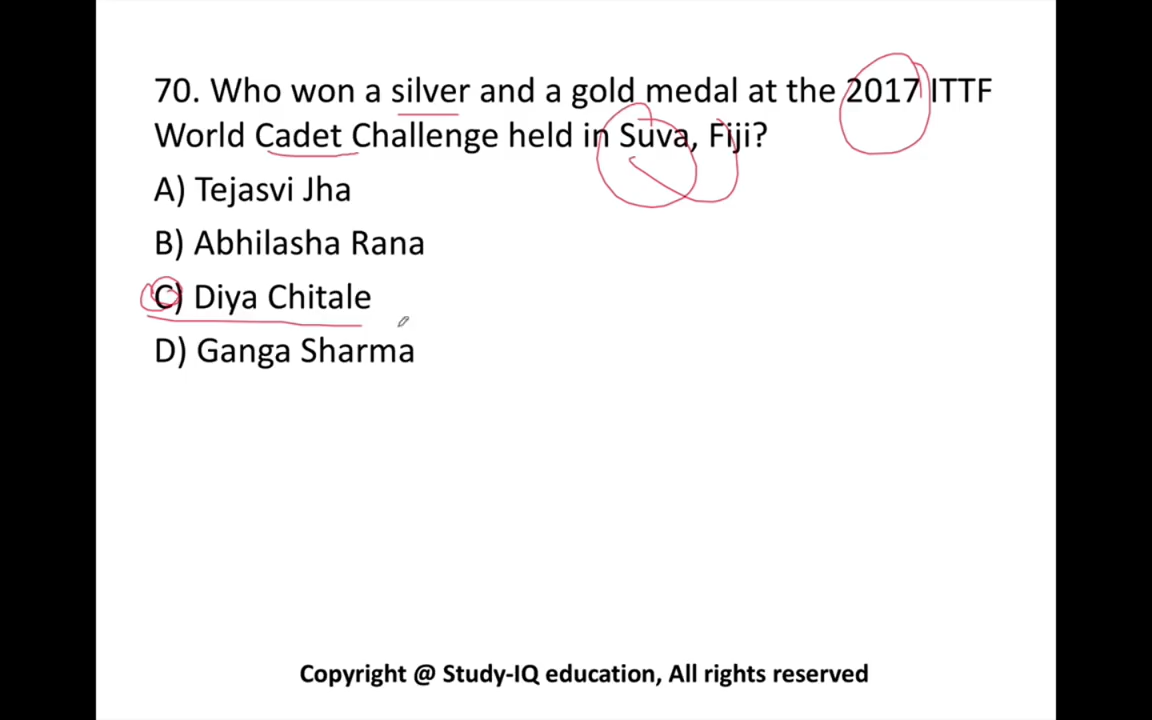 70. Who won a silver and a gold medal at the 2017 ITTF
World Cadet Challenge held in Suva, Fiji?
A) Tejasvi Jha
B) Abhilasha Rana
C) Diya Chitale
D) Ganga Sharma
Copyright @ Study-IQ education, All rights reserved